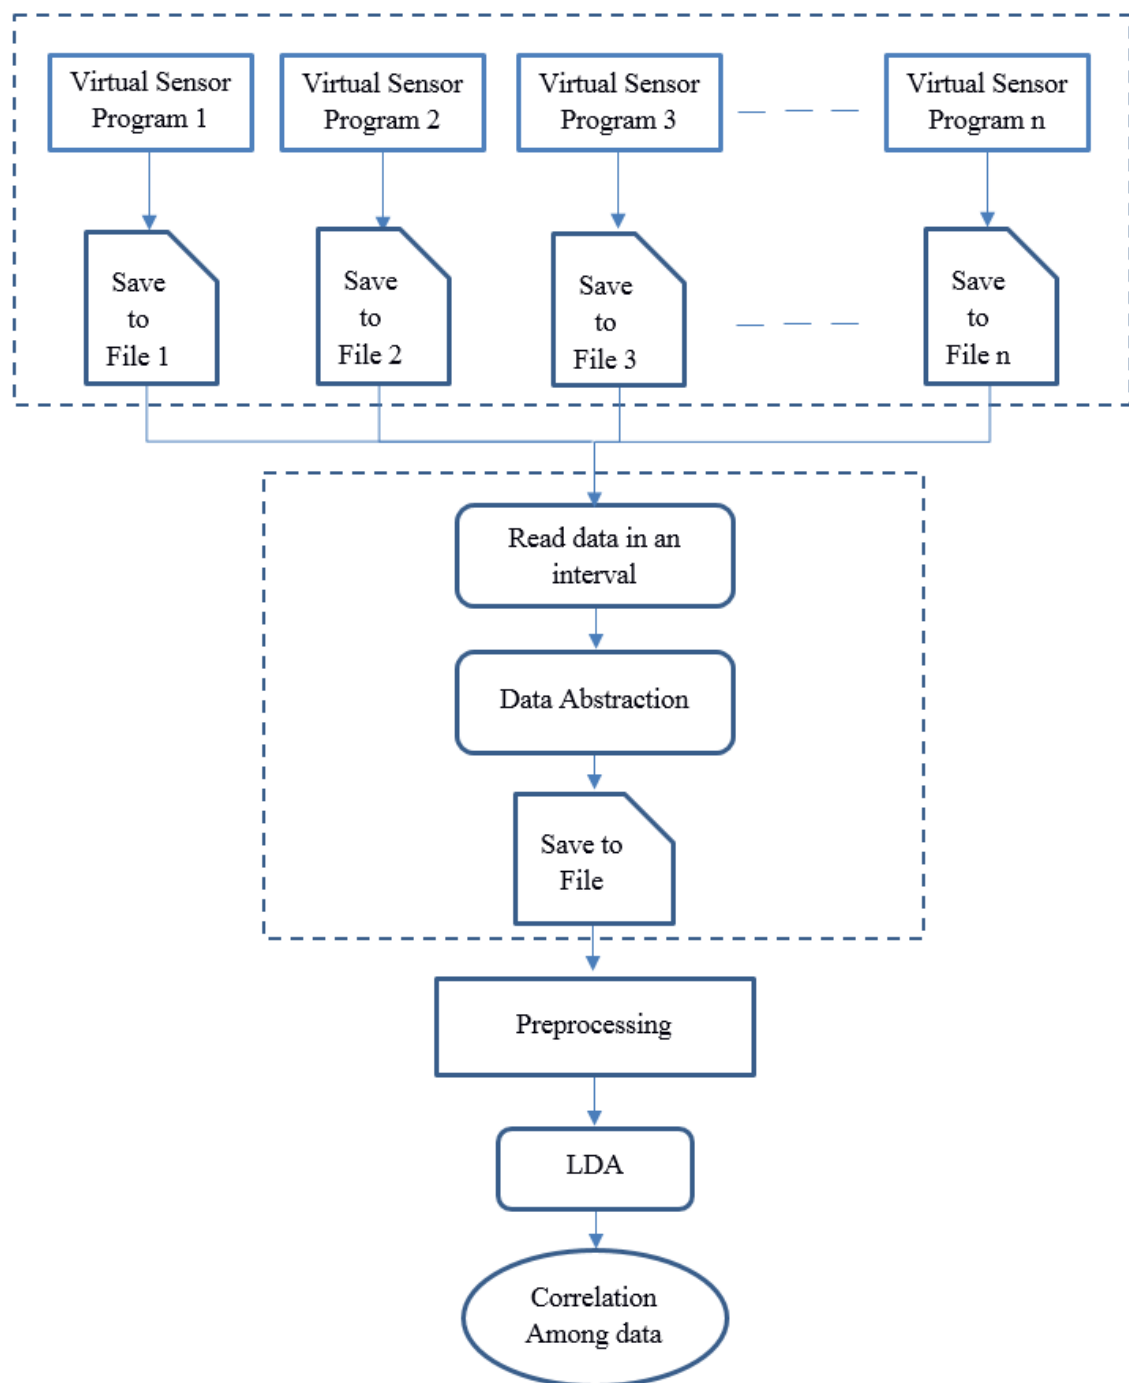 Virtual Sensor
Program 1
Virtual Sensor
Program 2
Virtual Sensor
Program 3
Virtual Sensor
Program n
Save
to
File 1
Save
to
File 2
Save
to
File 3
Save
to
File n
Read data in an
interval
Data Abstraction
Save to
File
Preprocessing
LDA
Correlation
Among data